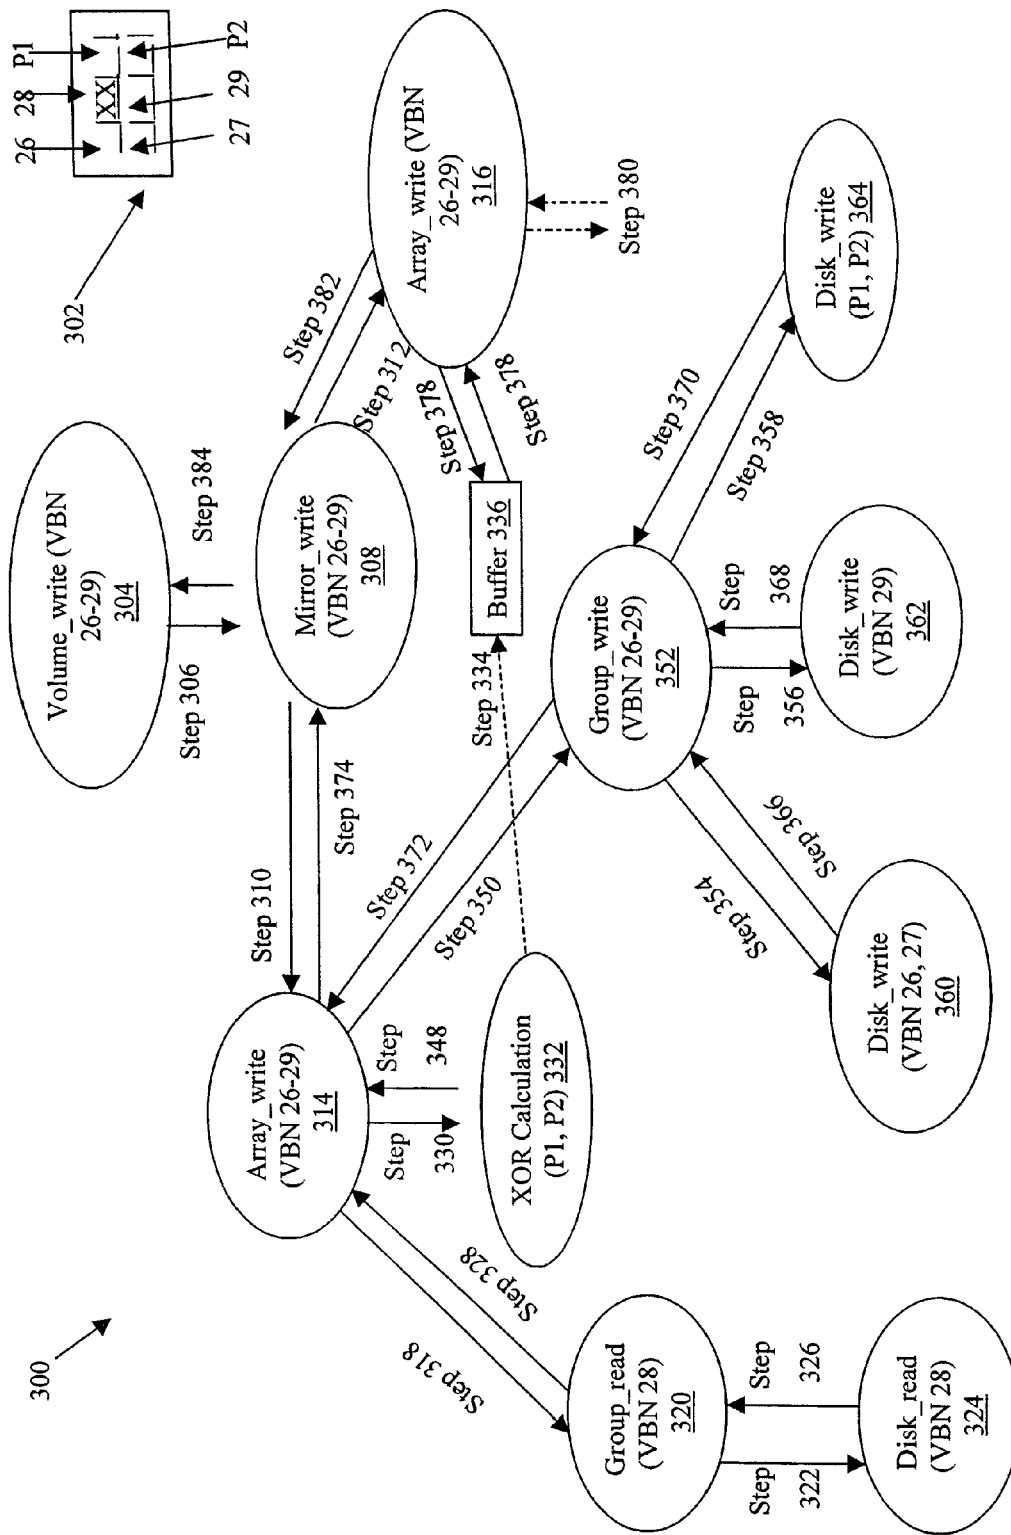 300
302
26
28
P1
XX
27
29
P2
Volume_write (VBN
26-29)
304
Step 306
Step 384
Mirror_write
(VBN 26-29)
308
Step 310
Step 374
Step 382
Step 312
Array_write
(VBN 26-29)
314
Array_write (VBN
26-29)
316
Step 378
Step 378
Step 380
Buffer 336
Step 334
Step
330
Step
348
XOR Calculation
(P1, P2) 332
Step 318
Step 328
Step 372
Step 350
Group_read
(VBN 28)
320
Step
322
Step
326
Disk_read
(VBN 28)
324
Group_write
(VBN 26-29)
352
Step 354
Step 366
Step
356
Step
368
Step 370
Step 358
Disk_write
(VBN 26, 27)
360
Disk_write
(VBN 29)
362
Disk_write
(P1, P2) 364